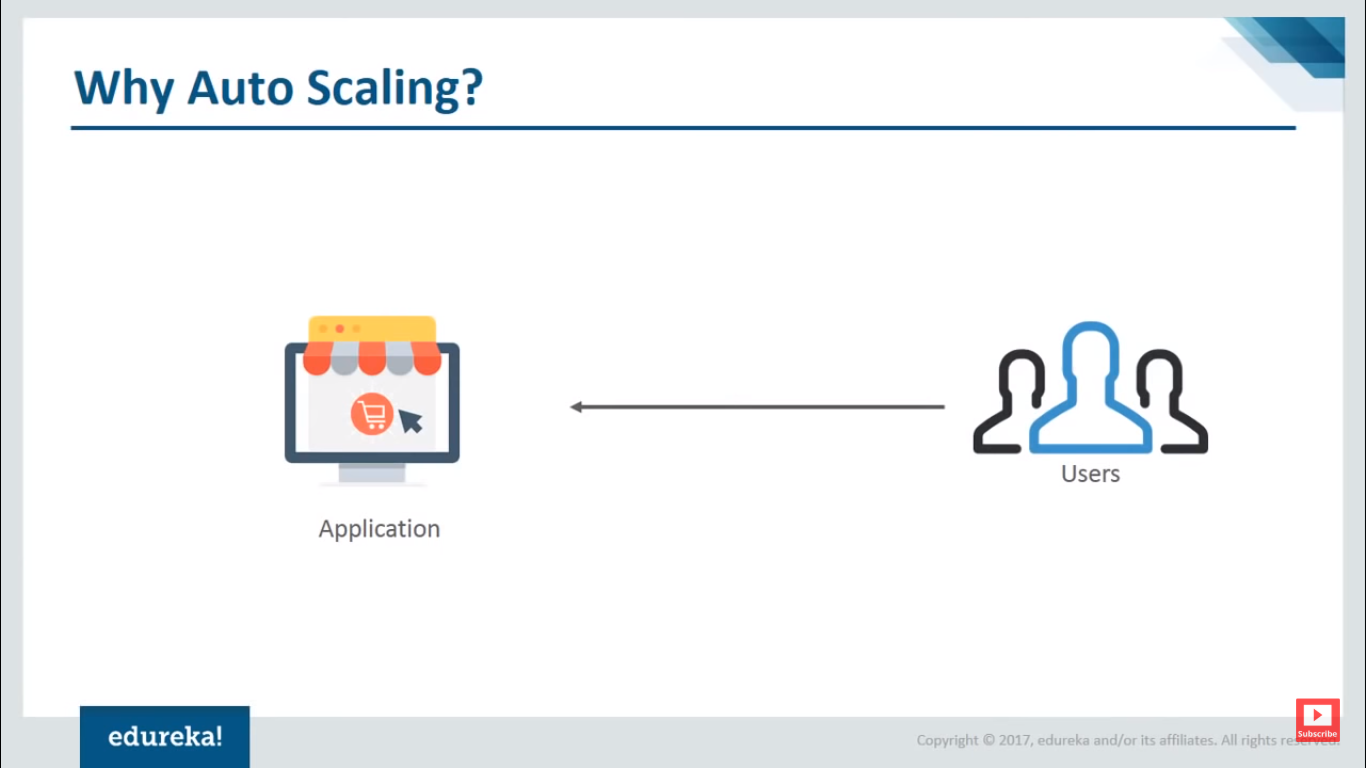 Why Auto Scaling?
Users
Application
edureka!
Copyright © 2017, edureka and/or its affiliates. All rights reserved.
Subscribe